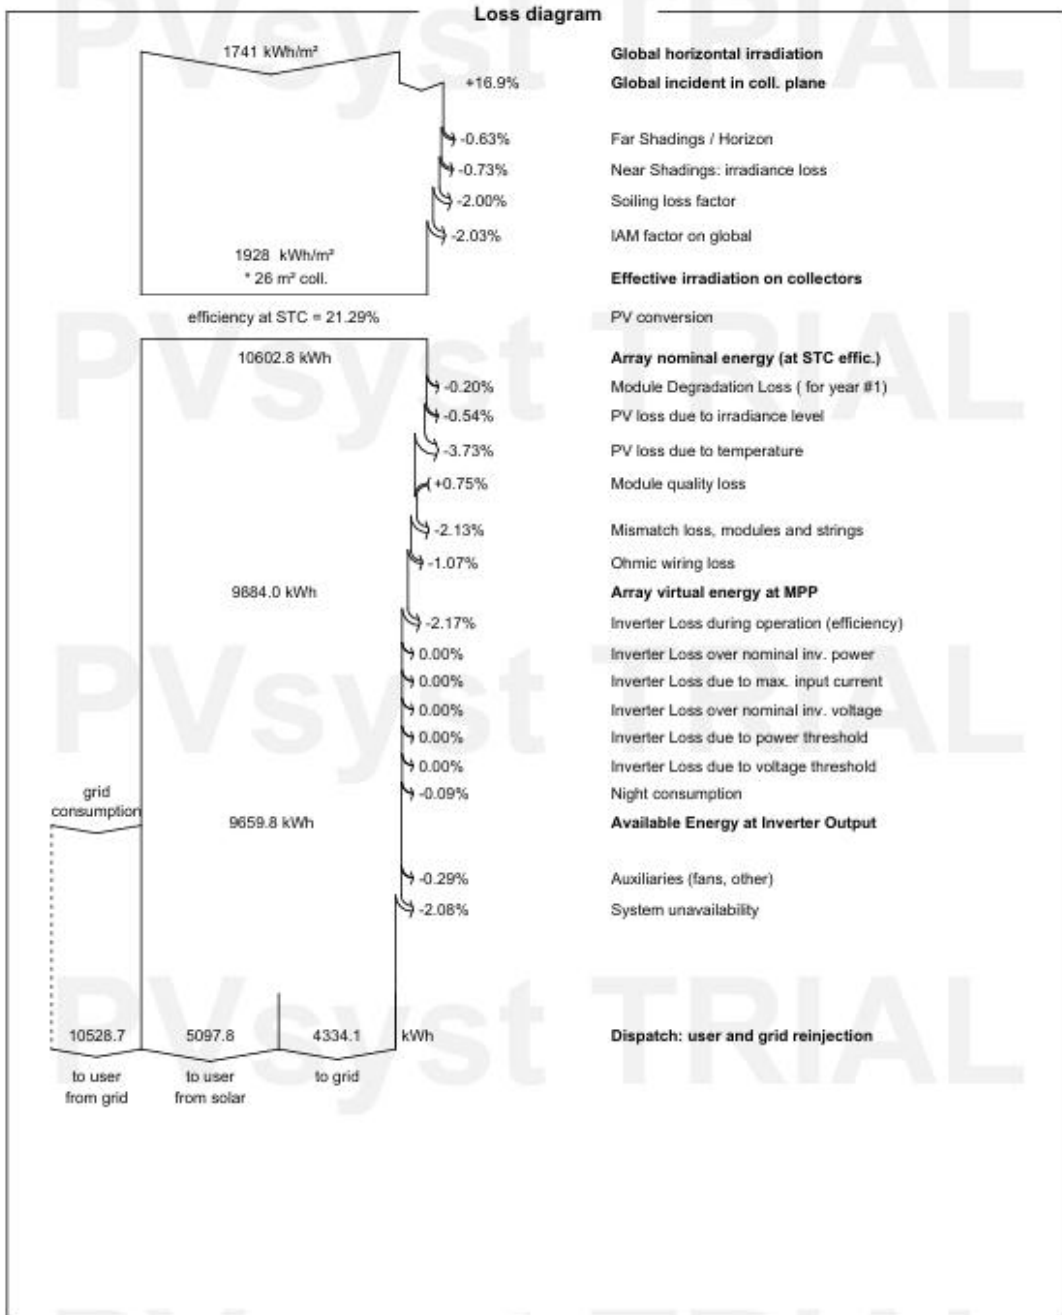 Loss diagram
1741 kWh/m² Global horizontal irradiation
+16.9% Global incident in coll. plane
-0.63% Far Shadings / Horizon
-0.73% Near Shadings: irradiance loss
-2.00% Soiling loss factor
-2.03% IAM factor on global
1928 kWh/m²
* 26 m² coll. Effective irradiation on collectors
efficiency at STC = 21.29% PV conversion
10602.8 kWh Array nominal energy (at STC effic.)
-0.20% Module Degradation Loss ( for year #1)
-0.54% PV loss due to irradiance level
-3.73% PV loss due to temperature
+0.75% Module quality loss
-2.13% Mismatch loss, modules and strings
-1.07% Ohmic wiring loss
9884.0 kWh Array virtual energy at MPP
-2.17% Inverter Loss during operation (efficiency)
0.00% Inverter Loss over nominal inv. power
0.00% Inverter Loss due to max. input current
0.00% Inverter Loss over nominal inv. voltage
0.00% Inverter Loss due to power threshold
0.00% Inverter Loss due to voltage threshold
-0.09% Night consumption
grid
consumption
9659.8 kWh Available Energy at Inverter Output
-0.29% Auxiliaries (fans, other)
-2.08% System unavailability
10528.7 5097.8 4334.1 kWh Dispatch: user and grid reinjection
to user to user to grid
from grid from solar
PVsyst TRIAL
PVsyst TRIAL
PVsyst TRIAL
PVsyst TRIAL